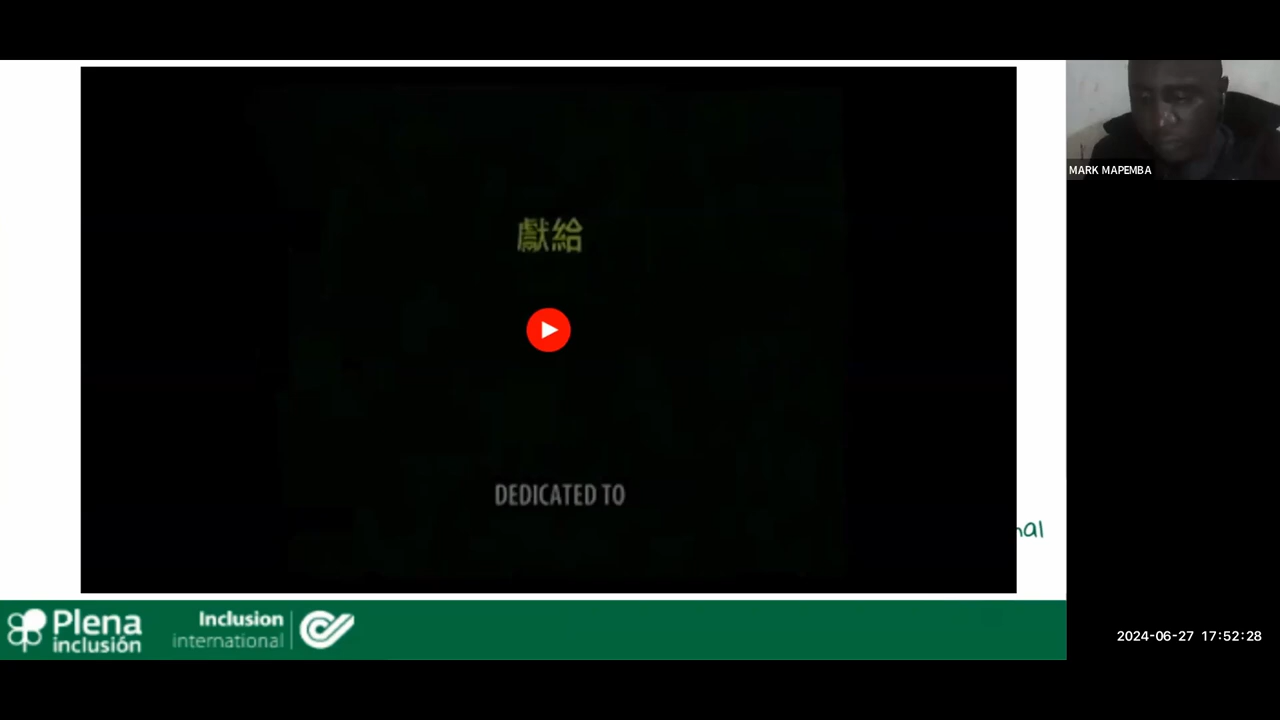 獻給
DEDICATED TO
MARK MAPEMBA
nal
Plena
inclusión
Inclusion
international
2024-06-27 17:52:28